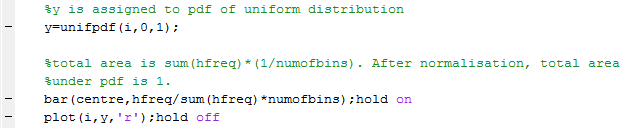 %y is assigned to pdf of uniform distribution
y=unifpdf(i,0,1);
%total area is sum(hfreq)*(1/numofbins). After normalisation, total area
%under pdf is 1.
bar(centre,hfreq/sum(hfreq)*numofbins);hold on
plot(i,y,'r');hold off